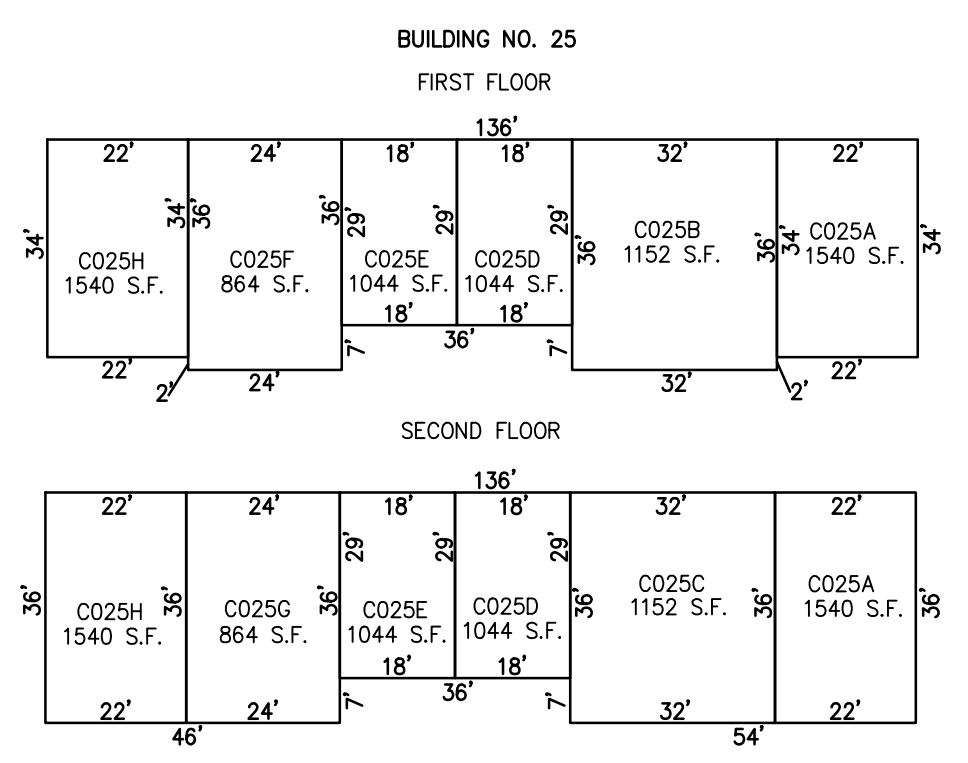 BUILDING NO. 25
FIRST FLOOR
136'
22' 24' 18' 18' 32' 22'
34' 34' 36' 36' 29' 29' 29' 36' 36' 34' 34'
C025H C025F C025E C025D C025B C025A
1540 S.F. 864 S.F. 1044 S.F. 1044 S.F. 1152 S.F. 1540 S.F.
18' 18'
36'
7' 7'
22' 24' 32' 22'
2' 2'
SECOND FLOOR
136'
22' 24' 18' 18' 32' 22'
29' 29' 29'
36' 36' 36' 36' 36' 36'
C025H C025G C025E C025D C025C C025A
1540 S.F. 864 S.F. 1044 S.F. 1044 S.F. 1152 S.F. 1540 S.F.
18' 18'
36'
7' 7'
22' 24' 32' 22'
46' 54'